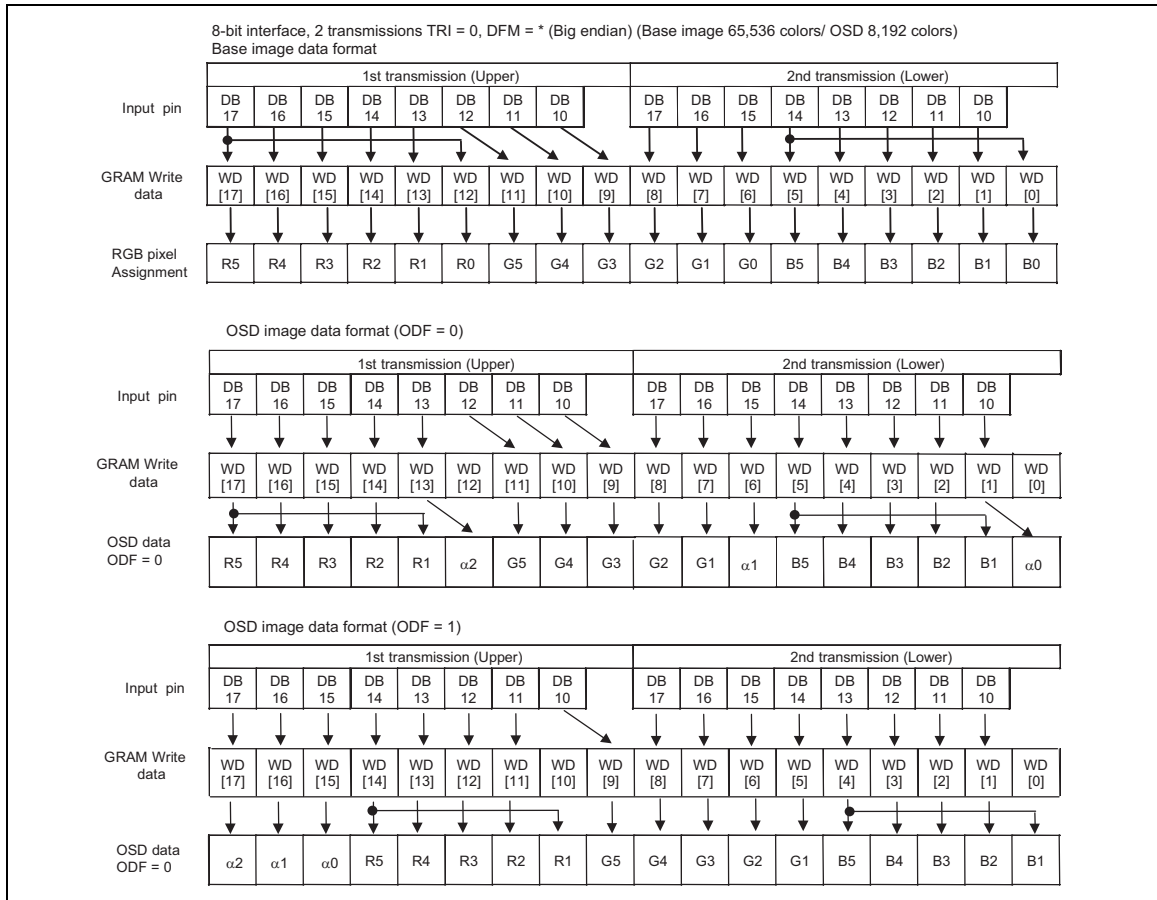 8-bit interface, 2 transmissions TRI = 0, DFM = * (Big endian) (Base image 65,536 colors/ OSD 8,192 colors)
Base image data format
1st transmission (Upper) 2nd transmission (Lower)
Input pin DB 17 DB 16 DB 15 DB 14 DB 13 DB 12 DB 11 DB 10 DB 17 DB 16 DB 15 DB 14 DB 13 DB 12 DB 11 DB 10
GRAM Write data WD [17] WD [16] WD [15] WD [14] WD [13] WD [12] WD [11] WD [10] WD [9] WD [8] WD [7] WD [6] WD [5] WD [4] WD [3] WD [2] WD [1] WD [0]
RGB pixel Assignment R5 R4 R3 R2 R1 R0 G5 G4 G3 G2 G1 G0 B5 B4 B3 B2 B1 B0
OSD image data format (ODF = 0)
1st transmission (Upper) 2nd transmission (Lower)
Input pin DB 17 DB 16 DB 15 DB 14 DB 13 DB 12 DB 11 DB 10 DB 17 DB 16 DB 15 DB 14 DB 13 DB 12 DB 11 DB 10
GRAM Write data WD [17] WD [16] WD [15] WD [14] WD [13] WD [12] WD [11] WD [10] WD [9] WD [8] WD [7] WD [6] WD [5] WD [4] WD [3] WD [2] WD [1] WD [0]
OSD data ODF = 0 R5 R4 R3 R2 R1 α2 G5 G4 G3 G2 G1 α1 B5 B4 B3 B2 B1 α0
OSD image data format (ODF = 1)
1st transmission (Upper) 2nd transmission (Lower)
Input pin DB 17 DB 16 DB 15 DB 14 DB 13 DB 12 DB 11 DB 10 DB 17 DB 16 DB 15 DB 14 DB 13 DB 12 DB 11 DB 10
GRAM Write data WD [17] WD [16] WD [15] WD [14] WD [13] WD [12] WD [11] WD [10] WD [9] WD [8] WD [7] WD [6] WD [5] WD [4] WD [3] WD [2] WD [1] WD [0]
OSD data ODF = 0 α2 α1 α0 R5 R4 R3 R2 R1 G5 G4 G3 G2 G1 B5 B4 B3 B2 B1